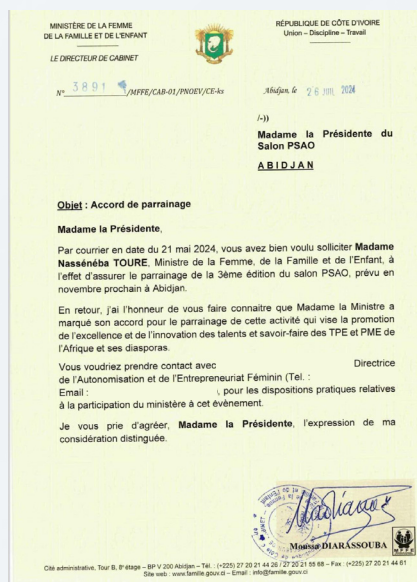 MINISTÈRE DE LA FEMME
DE LA FAMILLE ET DE L'ENFANT
LE DIRECTEUR DE CABINET
RÉPUBLIQUE DE CÔTE D'IVOIRE
Union – Discipline – Travail
N° 3891 /MFFE/CAB-01/PNOEV/CE-ks
Abidjan, le 26 JUIL 2024
/-))
Madame la Présidente du
Salon PSAO
ABIDJAN
Objet : Accord de parrainage
Madame la Présidente,
Par courrier en date du 21 mai 2024, vous avez bien voulu solliciter Madame
Nassénéba TOURE, Ministre de la Femme, de la Famille et de l'Enfant, à
l'effet d'assurer le parrainage de la 3ème édition du salon PSAO, prévu en
novembre prochain à Abidjan.
En retour, j'ai l'honneur de vous faire connaitre que Madame la Ministre a
marqué son accord pour le parrainage de cette activité qui vise la promotion
de l'excellence et de l'innovation des talents et savoir-faire des TPE et PME de
l'Afrique et ses diasporas.
Vous voudriez prendre contact avec Directrice
de l'Autonomisation et de l'Entrepreneuriat Féminin (Tel. :
Email : \, pour les dispositions pratiques relatives
à la participation du ministère à cet évènement.
Je vous prie d'agréer, Madame la Présidente, l'expression de ma
considération distinguée.
Moussa DIARASSOUBA
MFFE
Cité administrative, Tour B, 8e étage – BP V 200 Abidjan – Tél. : (+225) 27 20 21 44 26 / 27 20 21 55 68 – Fax : (+225) 27 20 21 44 61
Site web : www.famille.gouv.ci – Email : info@famille.gouv.ci